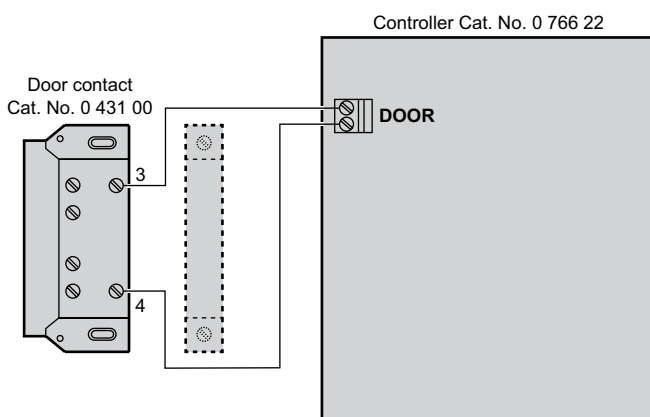 Controller Cat. No. 0 766 22
Door contact
Cat. No. 0 431 00
DOOR
3
4